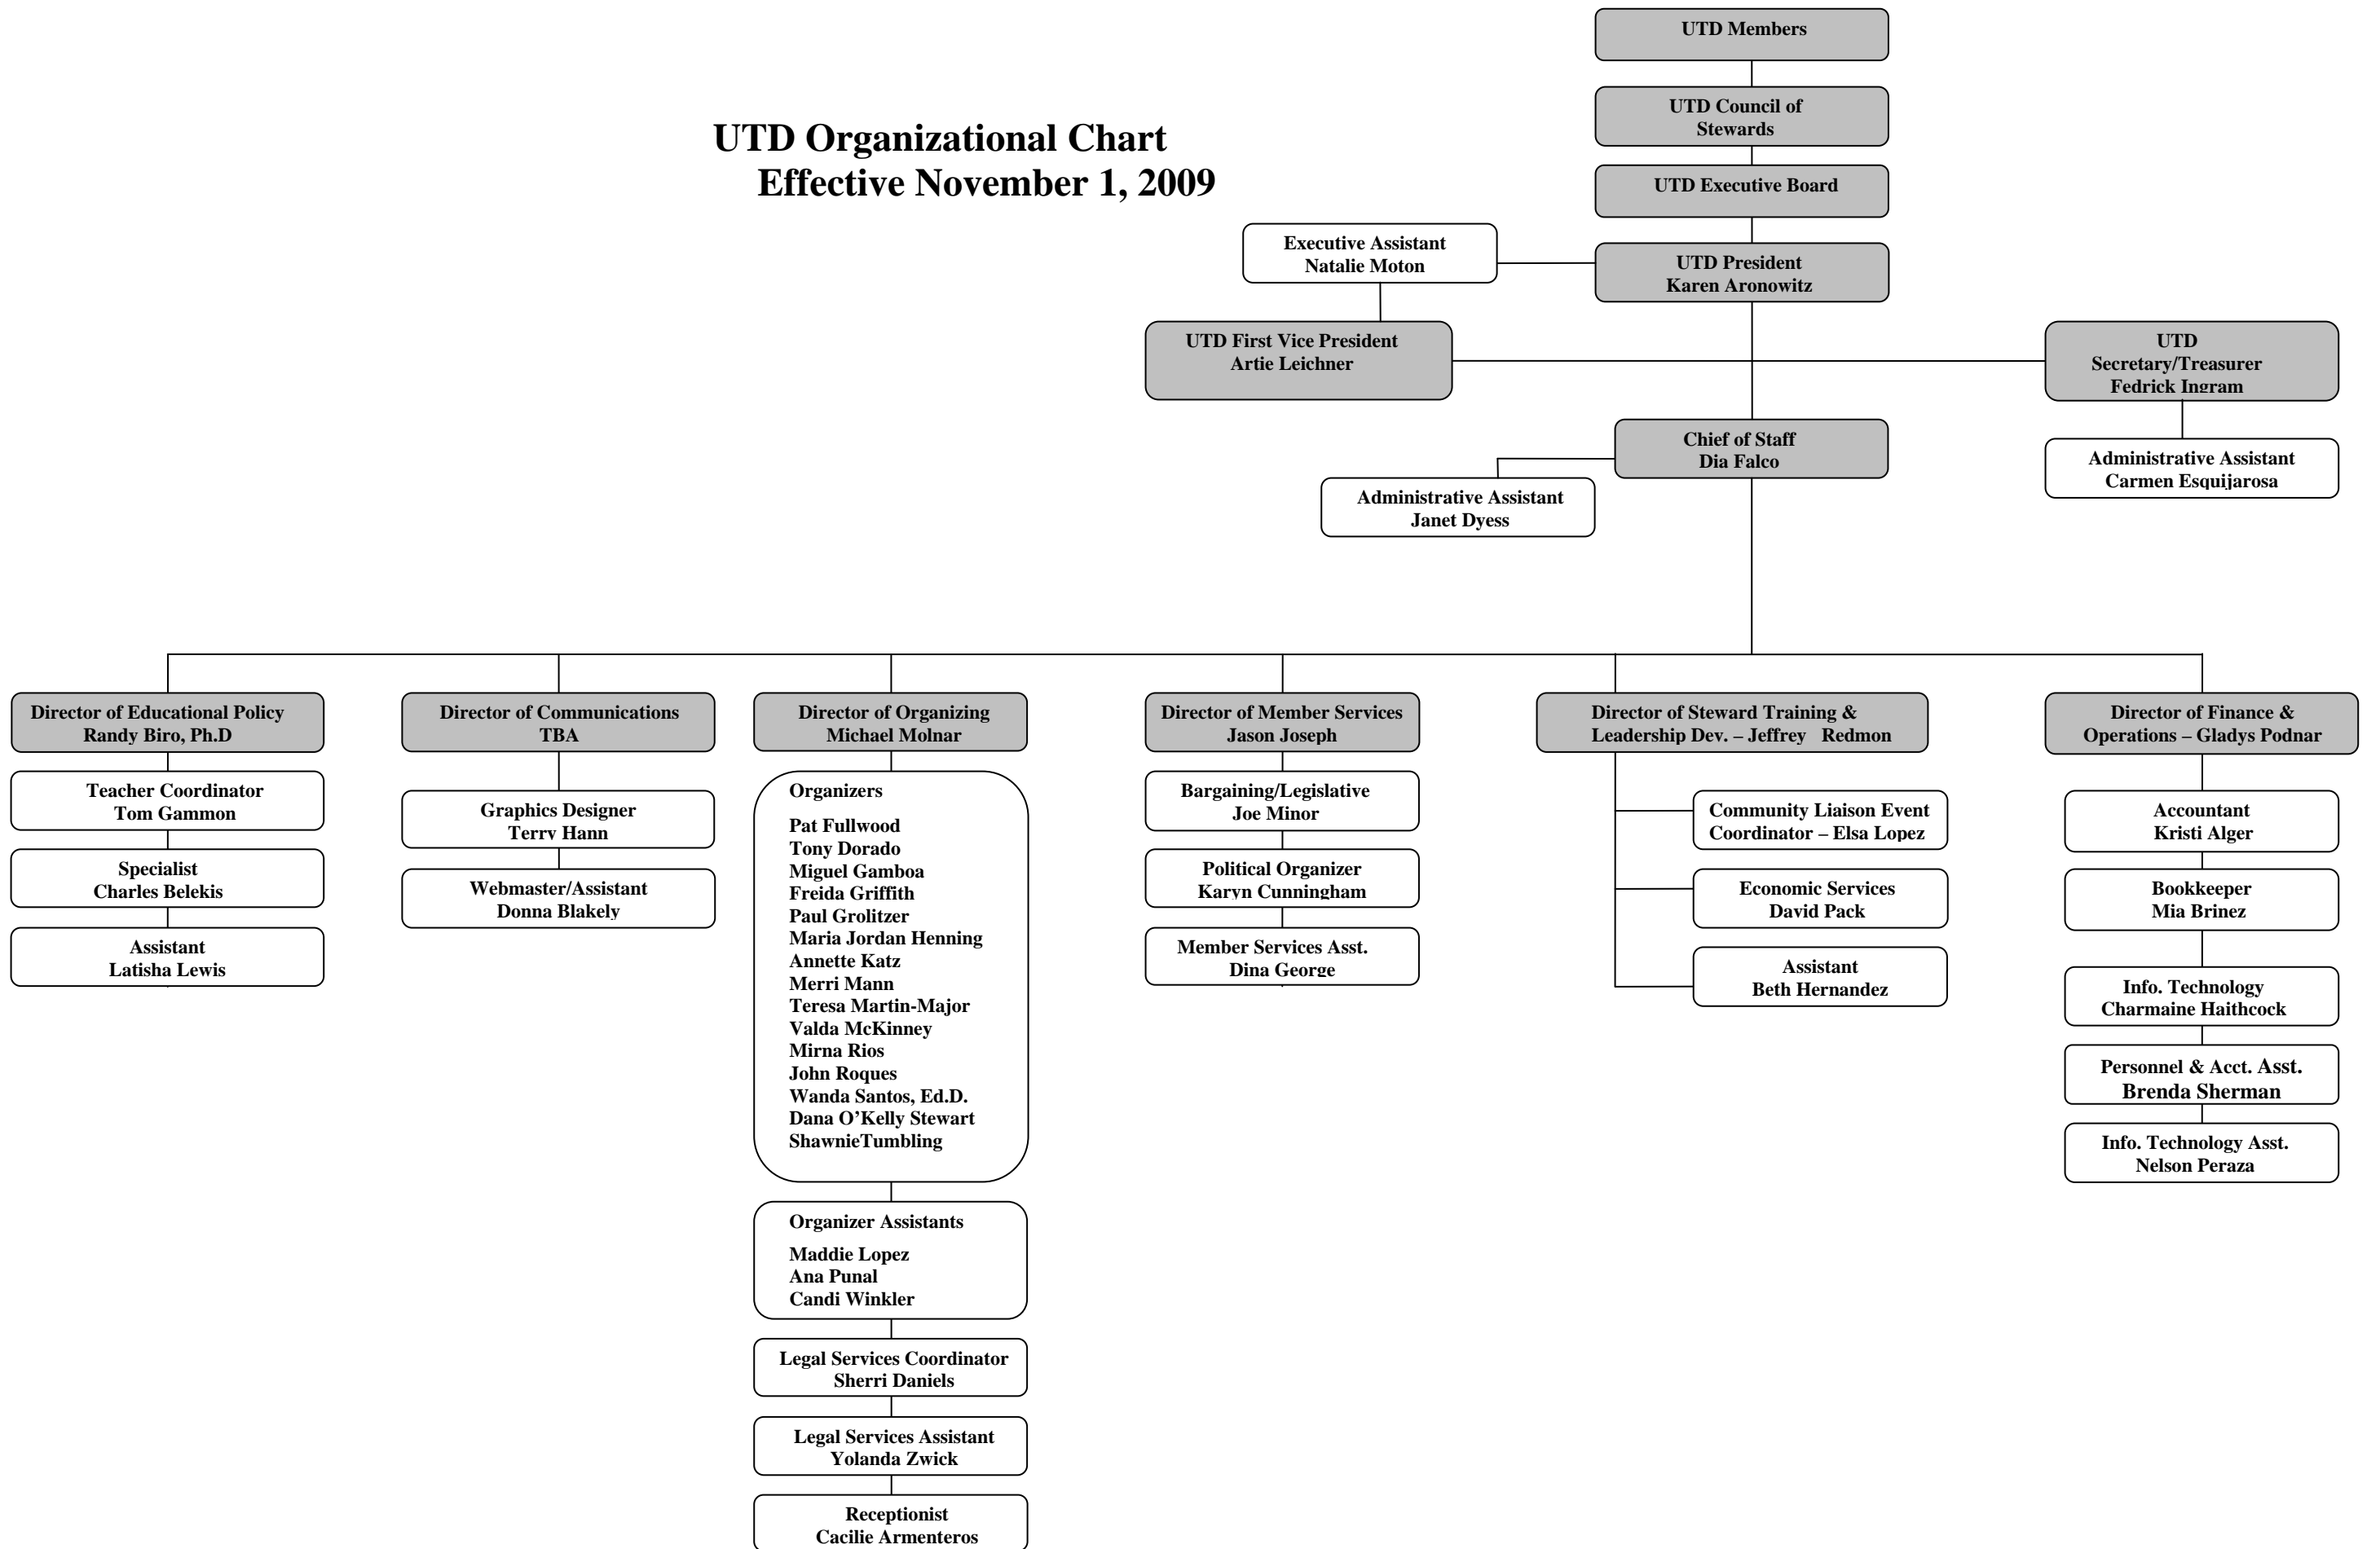 UTD Organizational Chart
Effective November 1, 2009
UTD Members
UTD Council of
Stewards
UTD Executive Board
Executive Assistant
Natalie Moton
UTD President
Karen Aronowitz
UTD First Vice President
Artie Leichner
UTD
Secretary/Treasurer
Fedrick Ingram
Chief of Staff
Dia Falco
Administrative Assistant
Carmen Esquijarosa
Administrative Assistant
Janet Dyess
Director of Educational Policy
Randy Biro, Ph.D
Teacher Coordinator
Tom Gammon
Specialist
Charles Belekis
Assistant
Latisha Lewis
Director of Communications
TBA
Graphics Designer
Terry Hann
Webmaster/Assistant
Donna Blakely
Director of Organizing
Michael Molnar
Organizers
Pat Fullwood
Tony Dorado
Miguel Gamboa
Freida Griffith
Paul Grolitzer
Maria Jordan Henning
Annette Katz
Merri Mann
Teresa Martin-Major
Valda McKinney
Mirna Rios
John Roques
Wanda Santos, Ed.D.
Dana O’Kelly Stewart
ShawnieTumbling
Organizer Assistants
Maddie Lopez
Ana Punal
Candi Winkler
Legal Services Coordinator
Sherri Daniels
Legal Services Assistant
Yolanda Zwick
Receptionist
Cacilie Armenteros
Director of Member Services
Jason Joseph
Bargaining/Legislative
Joe Minor
Political Organizer
Karyn Cunningham
Member Services Asst.
Dina George
Director of Steward Training &
Leadership Dev. – Jeffrey Redmon
Community Liaison Event
Coordinator – Elsa Lopez
Economic Services
David Pack
Assistant
Beth Hernandez
Director of Finance &
Operations – Gladys Podnar
Accountant
Kristi Alger
Bookkeeper
Mia Brinez
Info. Technology
Charmaine Haithcock
Personnel & Acct. Asst.
Brenda Sherman
Info. Technology Asst.
Nelson Peraza